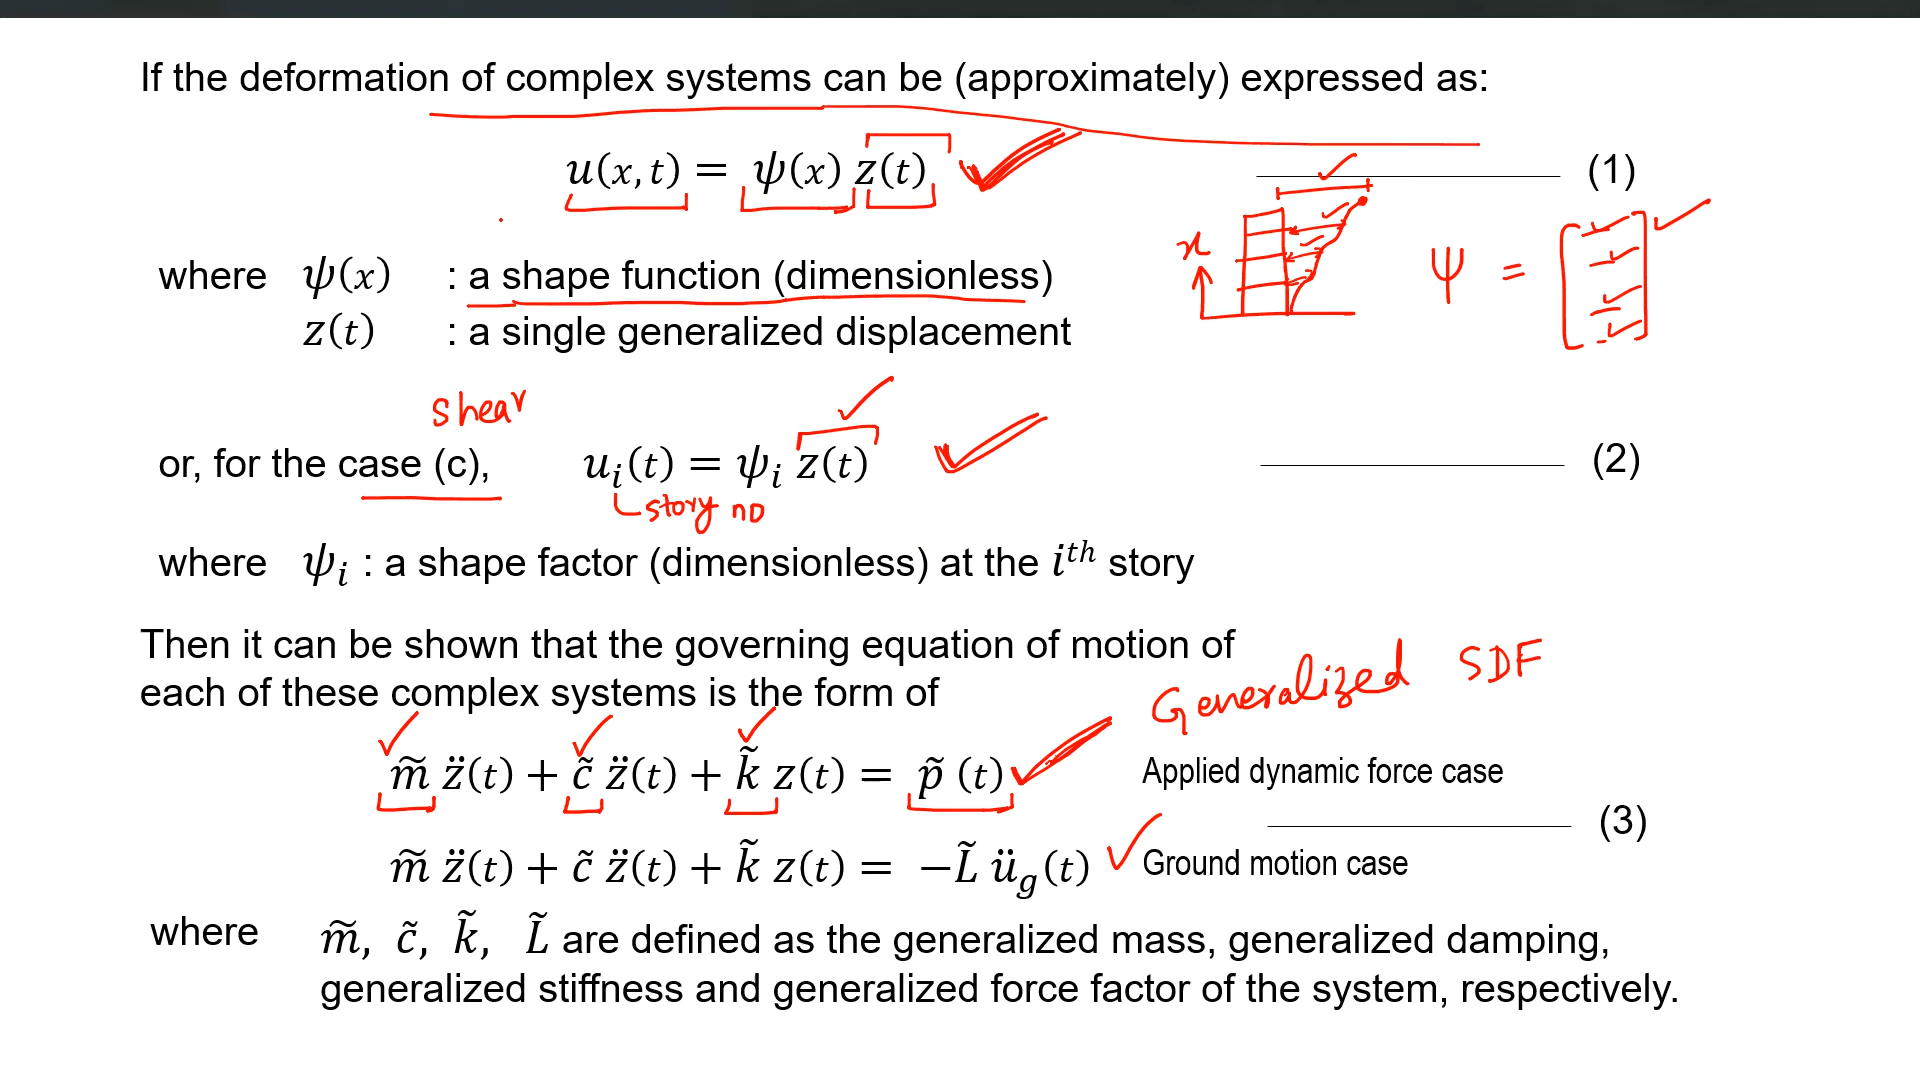 If the deformation of complex systems can be (approximately) expressed as:
u(x, t) = ψ(x) z(t) (1)
x
ψ =
where ψ(x) : a shape function (dimensionless)
z(t) : a single generalized displacement
shear
or, for the case (c), uᵢ(t) = ψᵢ z(t) (2)
story no
where ψᵢ : a shape factor (dimensionless) at the iᵗʰ story
Then it can be shown that the governing equation of motion of
each of these complex systems is the form of
Generalized SDF
m̃ z̈(t) + c̃ z̈(t) + k̃ z(t) = p̃ (t) Applied dynamic force case
(3)
m̃ z̈(t) + c̃ z̈(t) + k̃ z(t) = −L̃ ü_g(t) Ground motion case
where m̃, c̃, k̃, L̃ are defined as the generalized mass, generalized damping,
generalized stiffness and generalized force factor of the system, respectively.